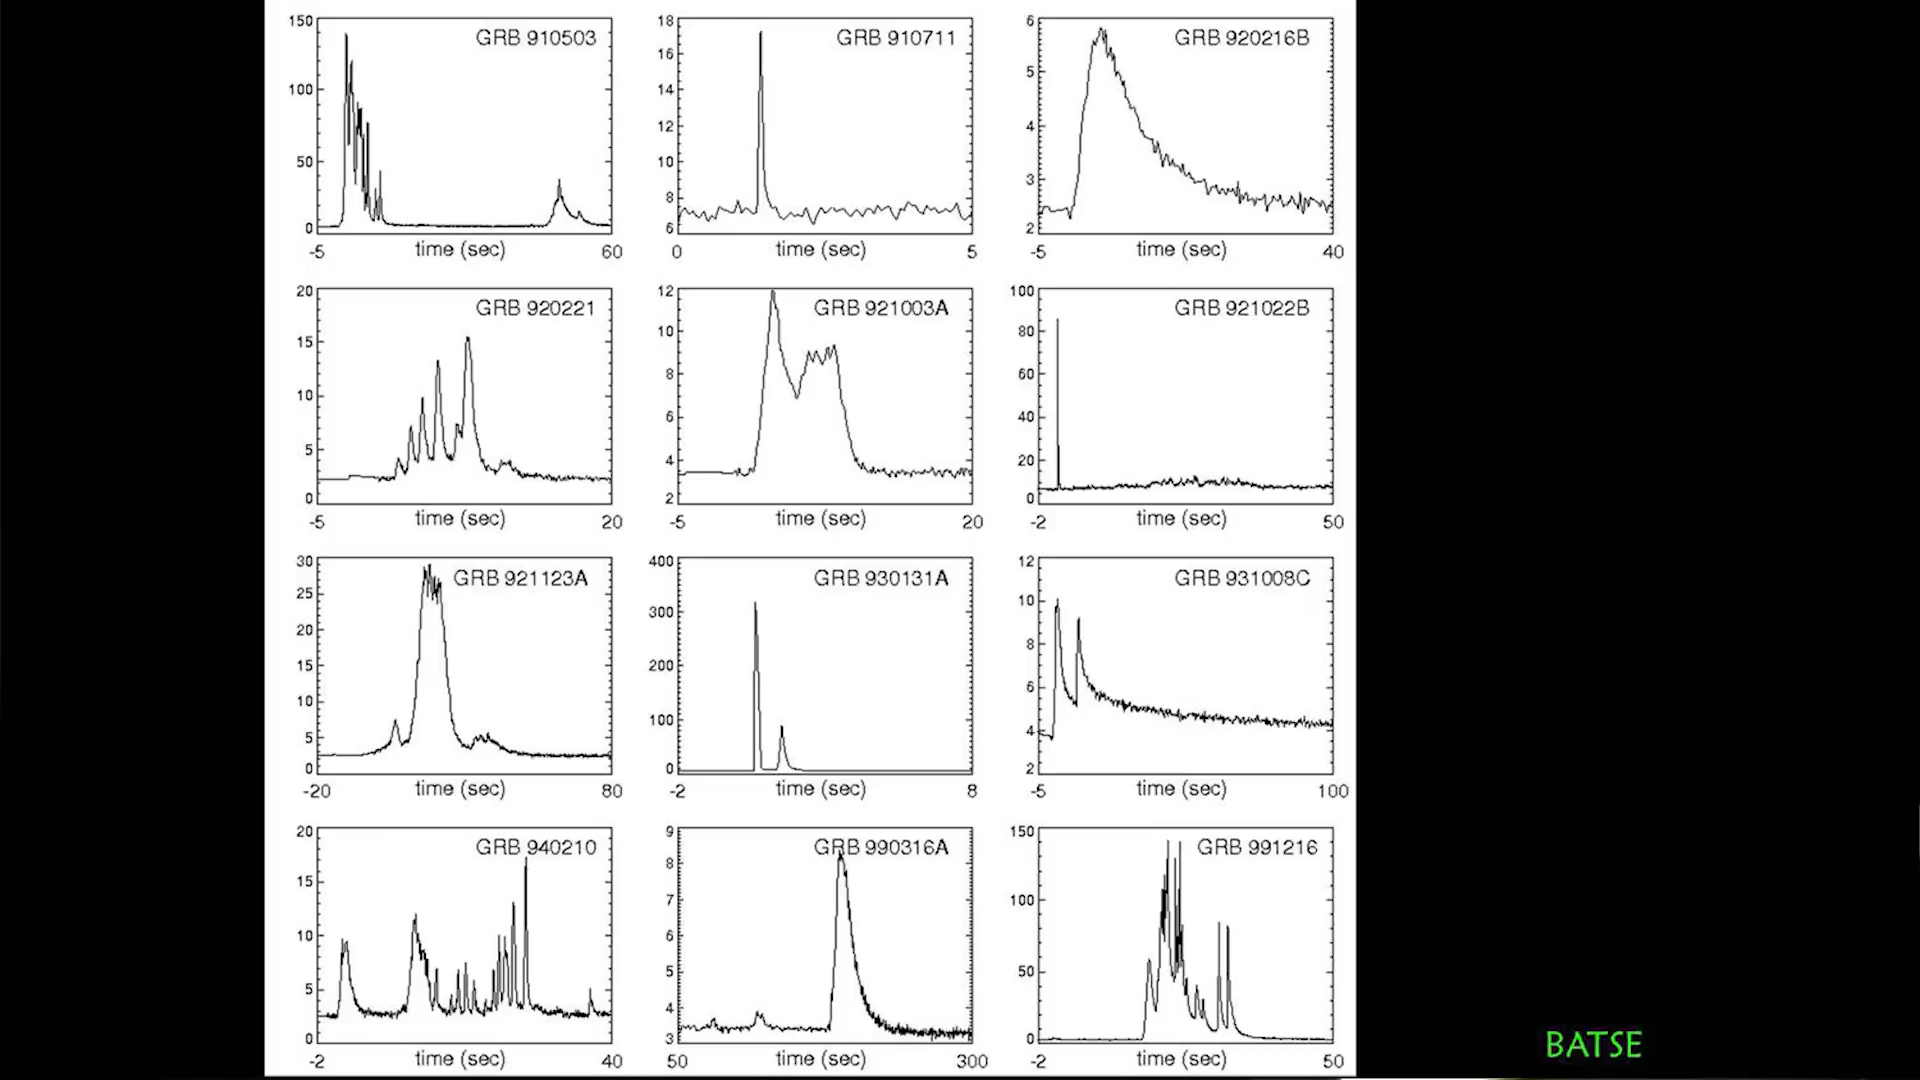 GRB 910503
150
100
50
0
-5 time (sec) 60
GRB 910711
18
16
14
12
10
8
6
0 time (sec) 5
GRB 920216B
6
5
4
3
2
-5 time (sec) 40
GRB 920221
20
15
10
5
0
-5 time (sec) 20
GRB 921003A
12
10
8
6
4
2
-5 time (sec) 20
GRB 921022B
100
80
60
40
20
0
-2 time (sec) 50
GRB 921123A
30
25
20
15
10
5
0
-20 time (sec) 80
GRB 930131A
400
300
200
100
0
-2 time (sec) 8
GRB 931008C
12
10
8
6
4
2
-5 time (sec) 100
GRB 940210
20
15
10
5
0
-2 time (sec) 40
GRB 990316A
9
8
7
6
5
4
3
50 time (sec) 300
GRB 991216
150
100
50
0
-2 time (sec) 50
BATSE